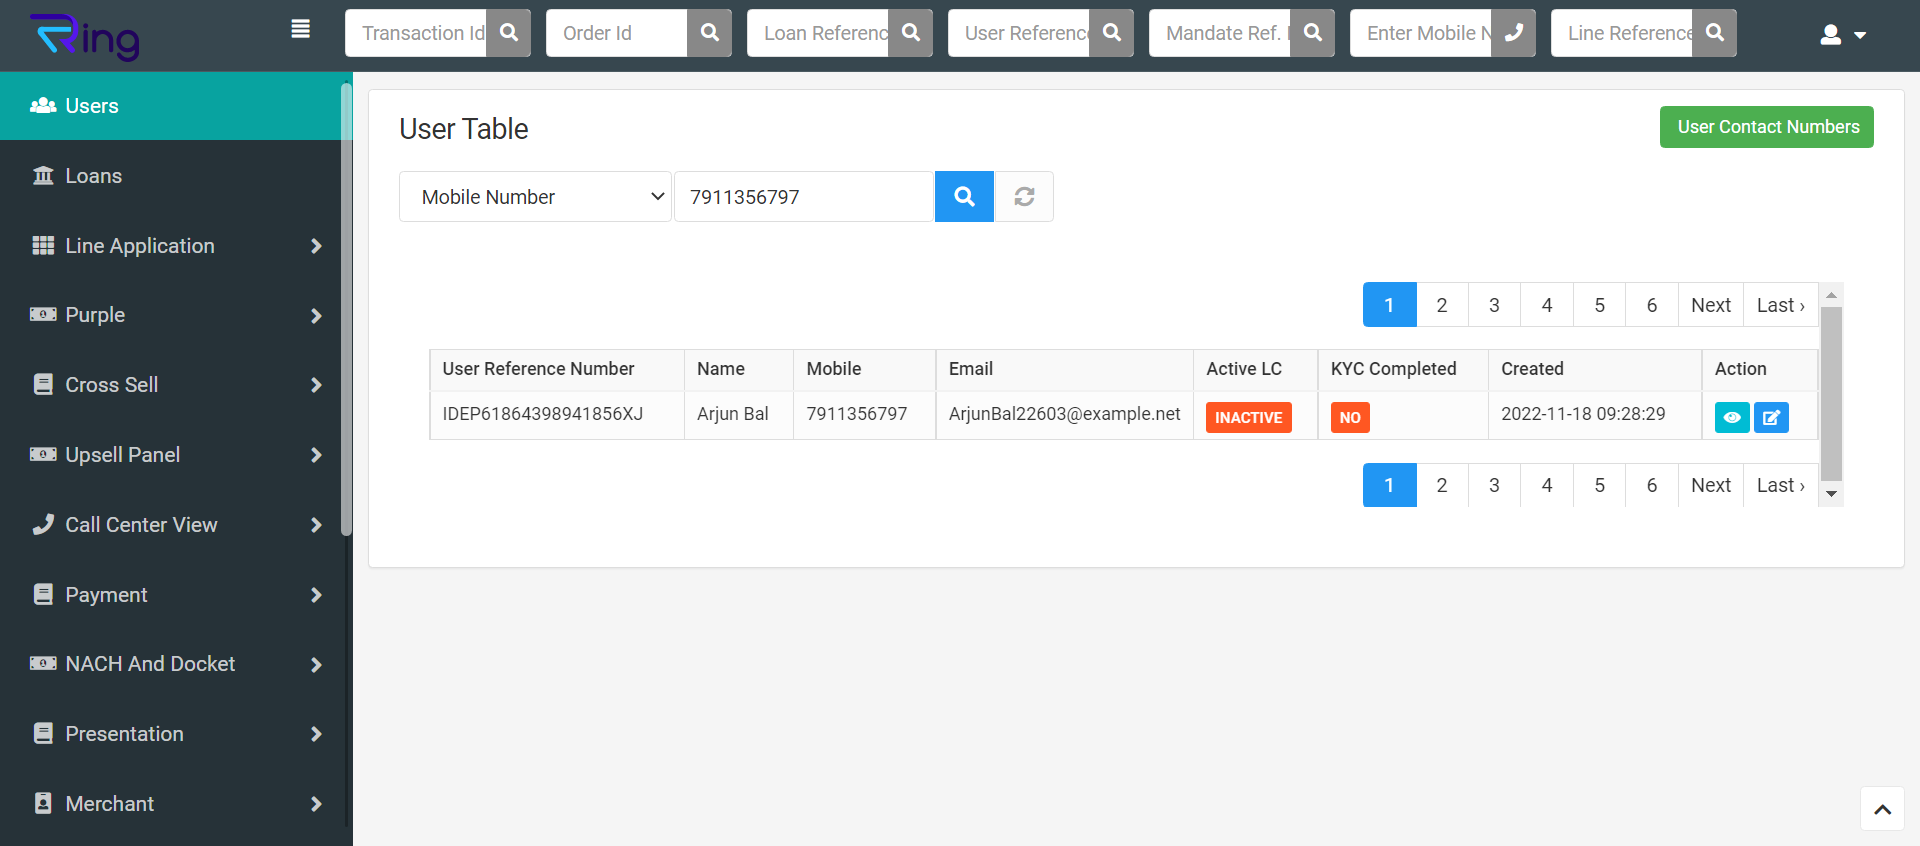 Ring
Transaction Id
Order Id
Loan Referenc
User Referenc
Mandate Ref.
Enter Mobile N
Line Reference
Users
Loans
Line Application
Purple
Cross Sell
Upsell Panel
Call Center View
Payment
NACH And Docket
Presentation
Merchant
User Table
User Contact Numbers
Mobile Number
7911356797
1 2 3 4 5 6 Next Last ›
User Reference Number Name Mobile Email Active LC KYC Completed Created Action
IDEP61864398941856XJ Arjun Bal 7911356797 ArjunBal22603@example.net INACTIVE NO 2022-11-18 09:28:29
1 2 3 4 5 6 Next Last ›